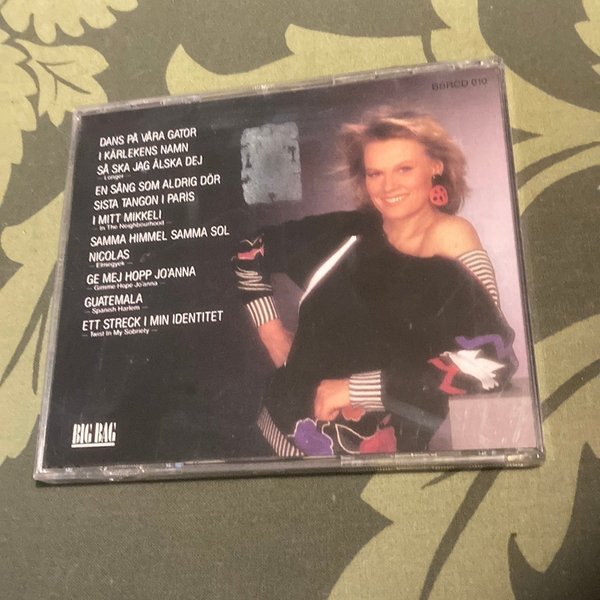 BBRCD 010
DANS PÅ VÅRA GATOR
I KÄRLEKENS NAMN
SÅ SKA JAG ÄLSKA DEJ
— Longer —
EN SÅNG SOM ALDRIG DÖR
SISTA TANGON I PARIS
I MITT MIKKELI
— In The Neighbourhood —
SAMMA HIMMEL SAMMA SOL
NICOLAS
— Elmegyek —
GE MEJ HOPP JO'ANNA
— Gimme Hope Jo'anna —
GUATEMALA
— Spanish Harlem —
ETT STRECK I MIN IDENTITET
— Twist In My Sobriety —
BIG BAG